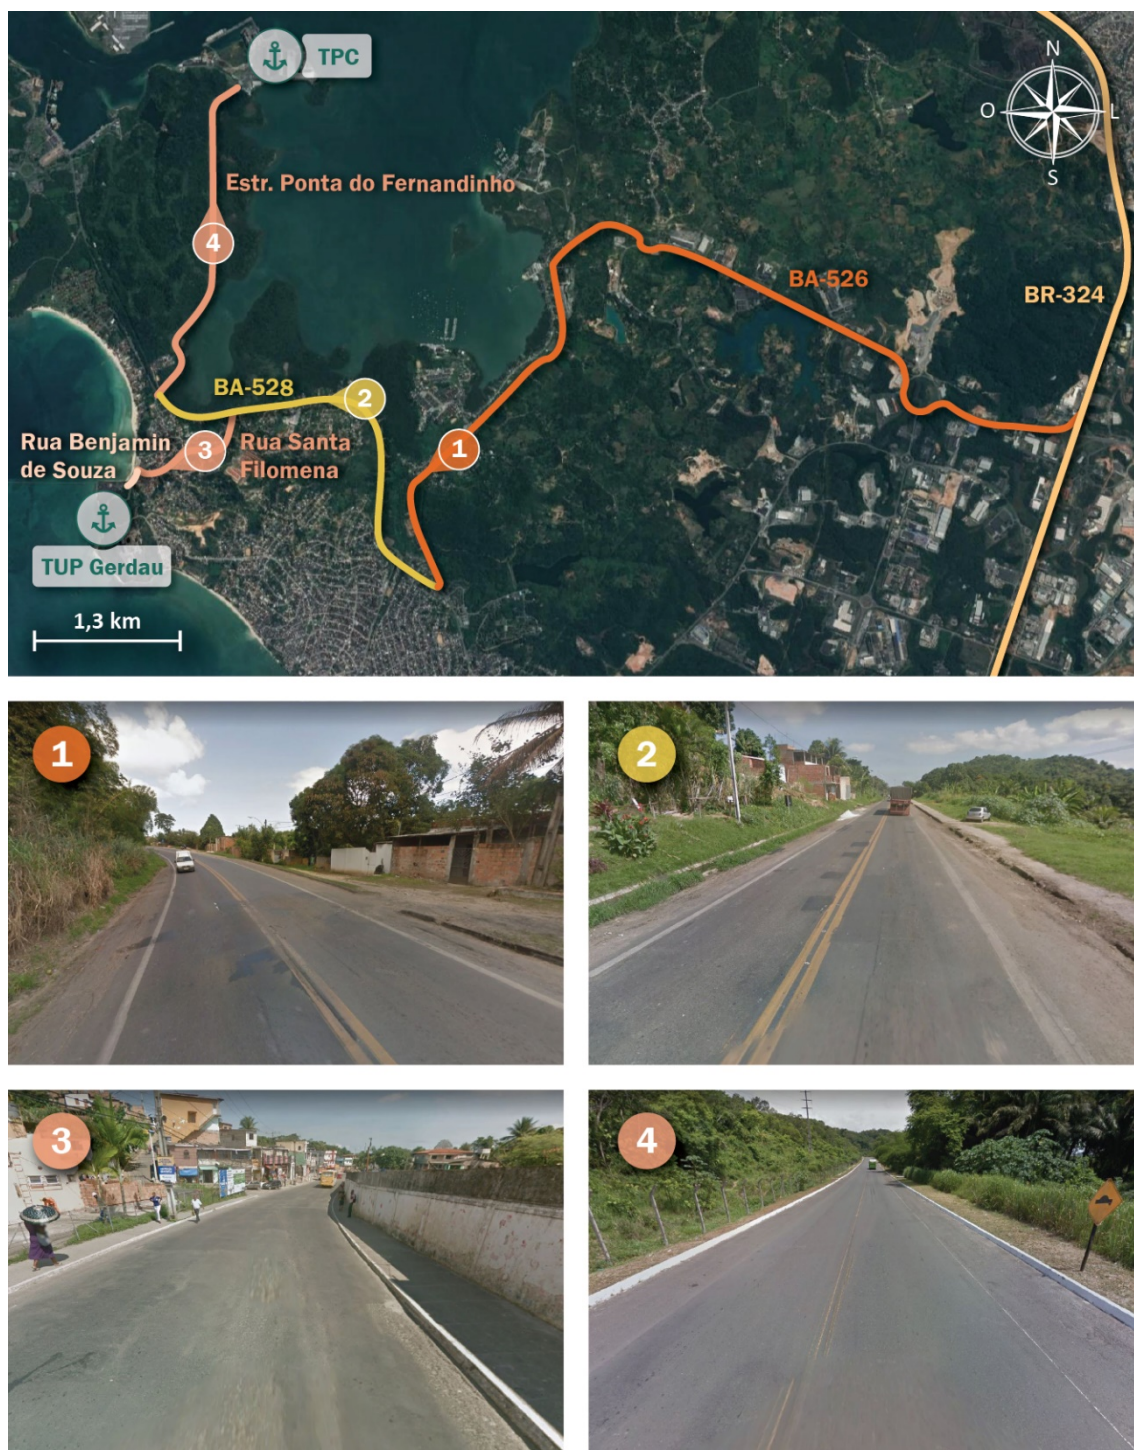 TPC
N
O
L
S
Estr. Ponta do Fernandinho
4
BA-526
BR-324
BA-528
2
Rua Benjamin
de Souza
3
Rua Santa
Filomena
1
TUP Gerdau
1,3 km
1
2
3
4